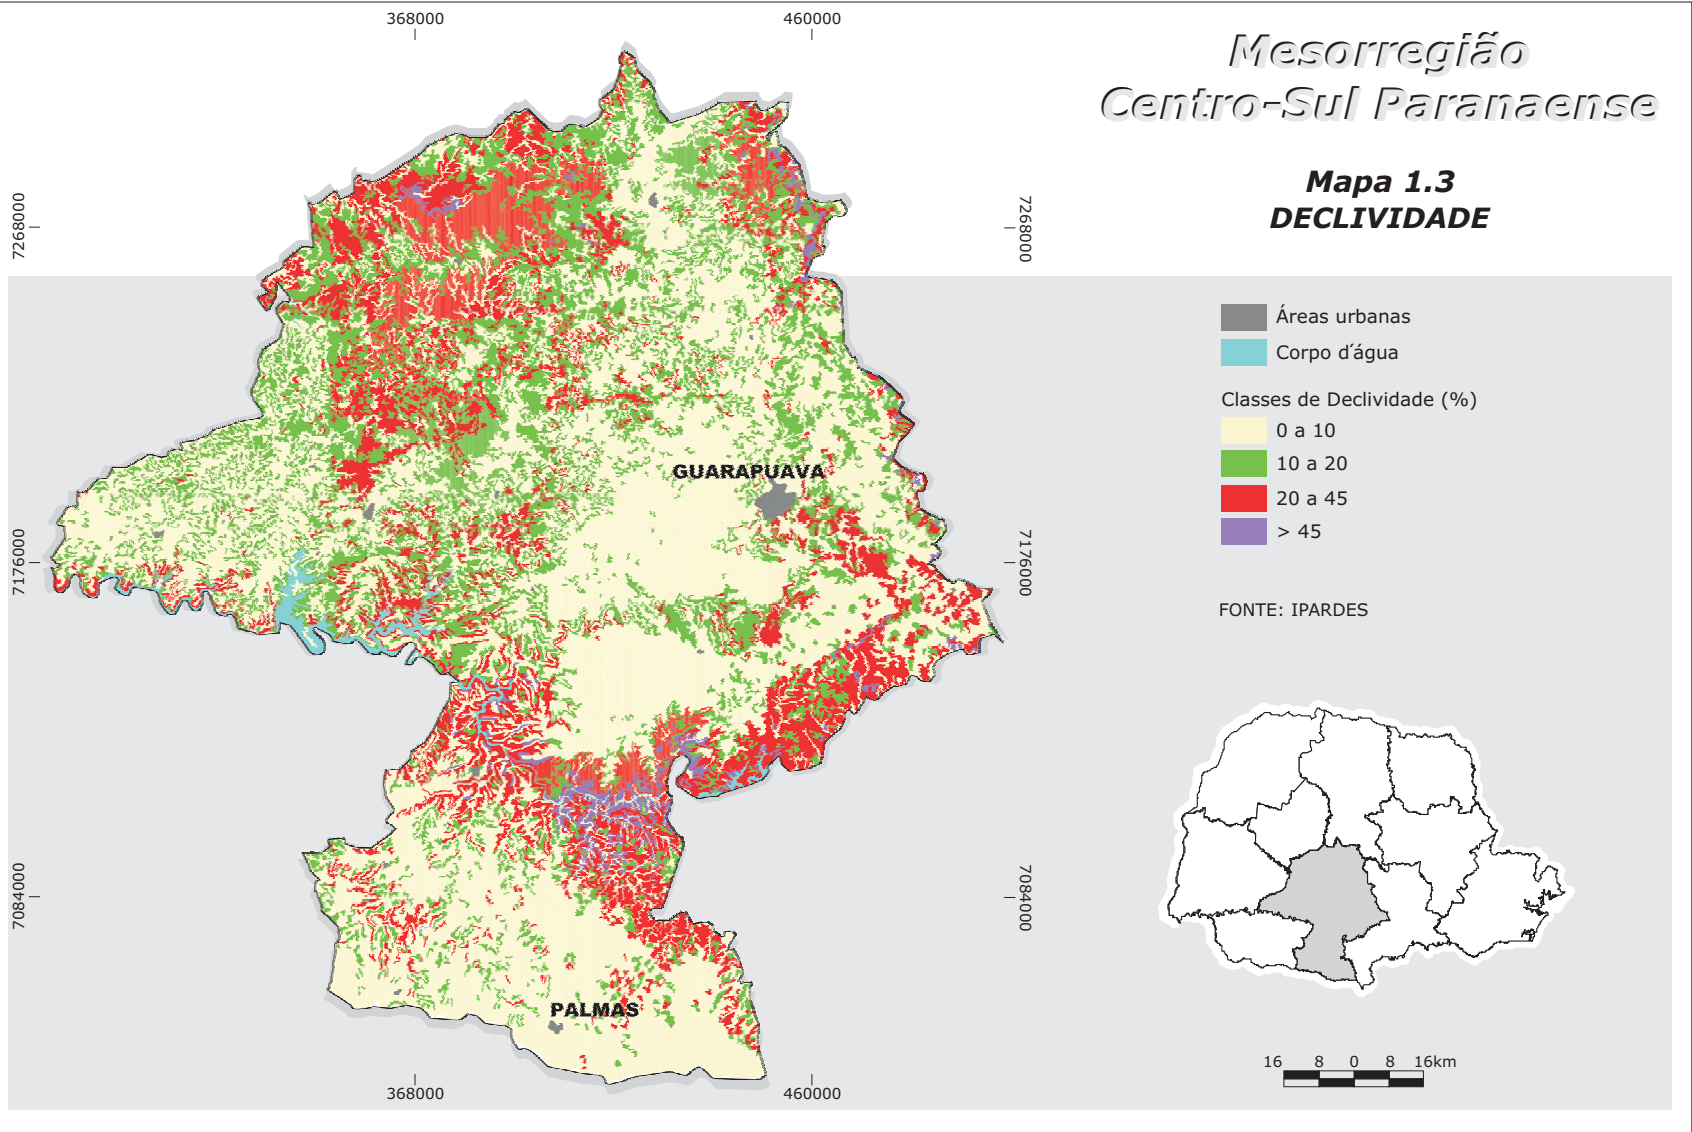 368000
460000
Mesorregião
Centro-Sul Paranaense
Mapa 1.3
DECLIVIDADE
7268000
7268000
Áreas urbanas
Corpo d´água
Classes de Declividade (%)
0 a 10
10 a 20
20 a 45
> 45
GUARAPUAVA
7176000
7176000
FONTE: IPARDES
7084000
7084000
PALMAS
16 8 0 8 16km
368000
460000